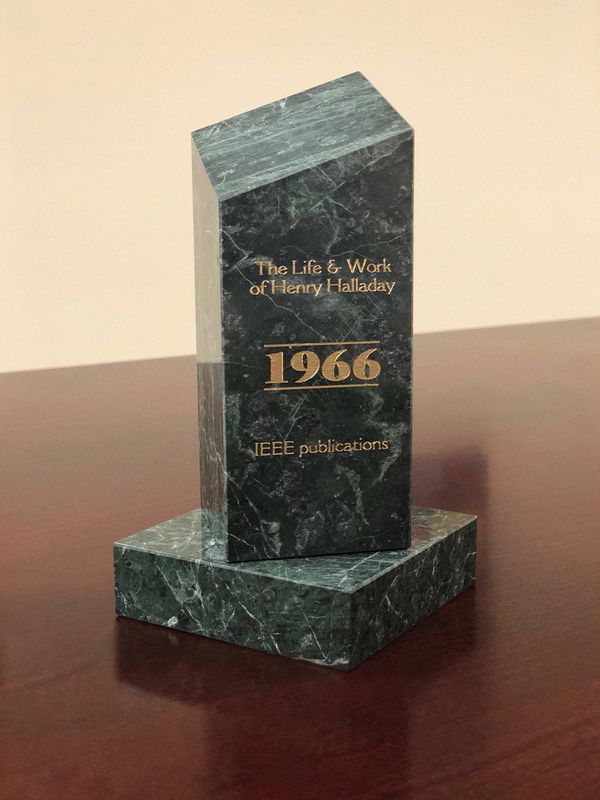 The Life & Work
of Henry Halladay
1966
IEEE publications